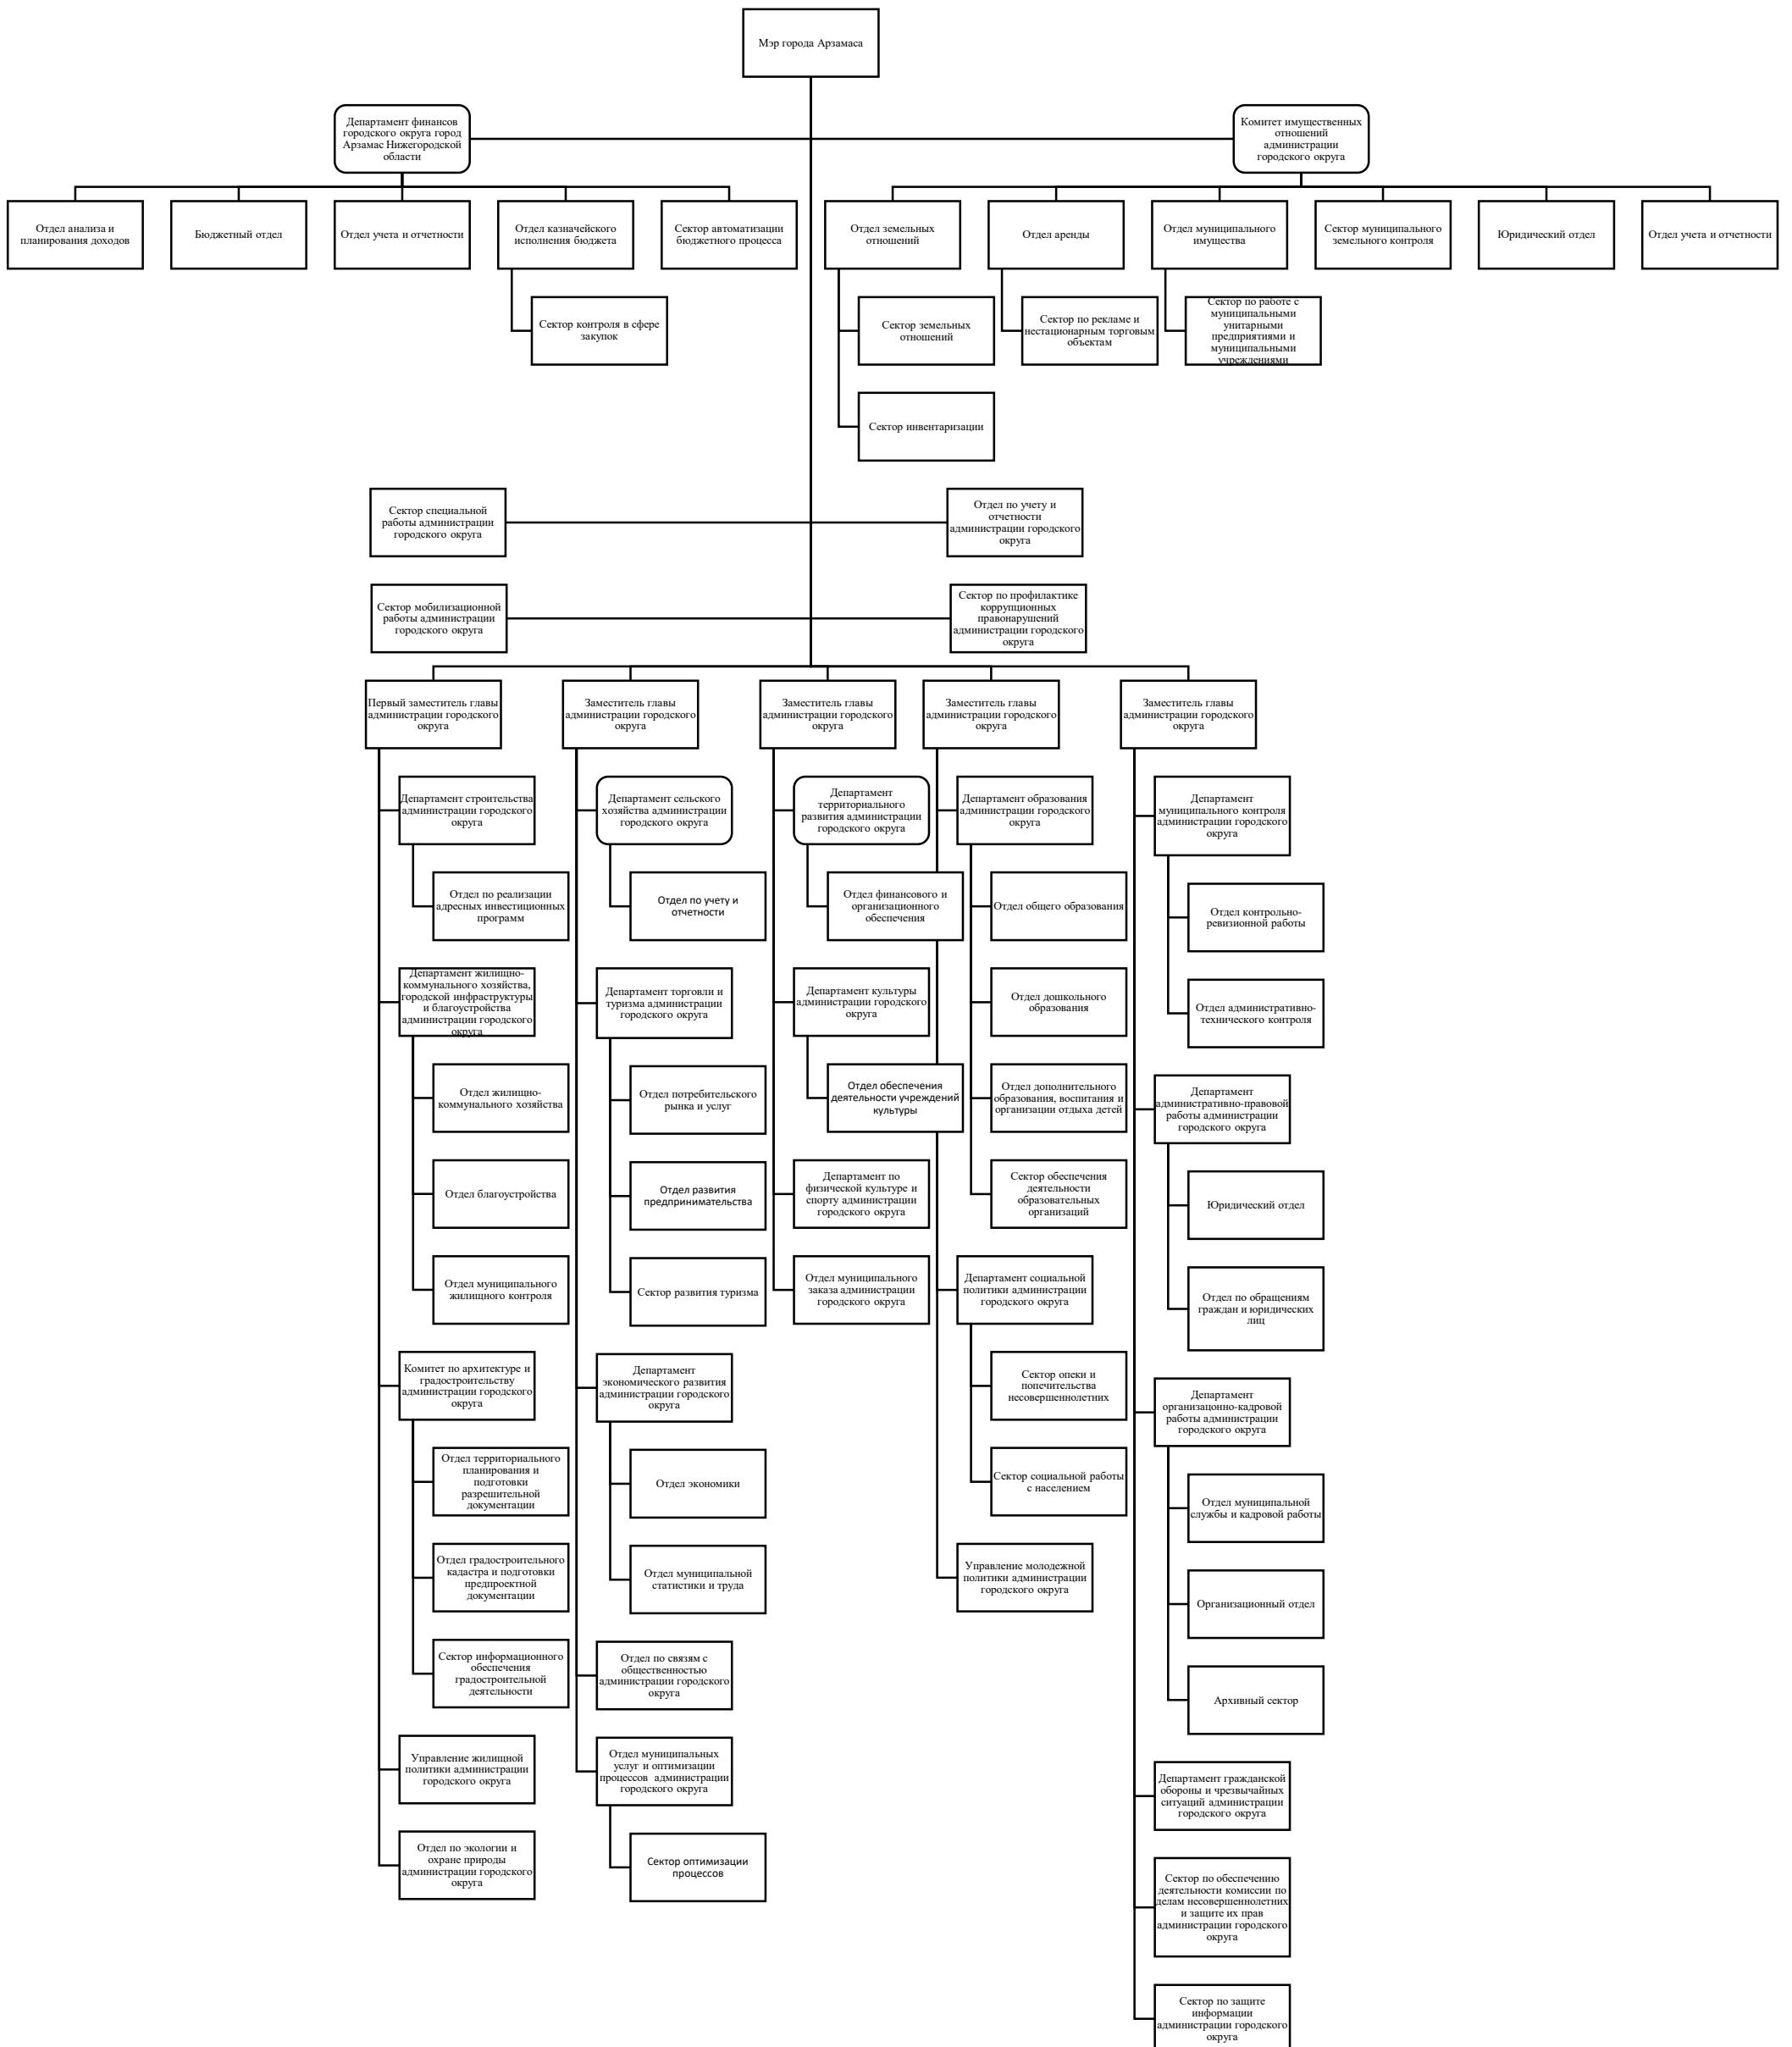 Мэр города Арзамаса
Департамент финансов
городского округа город
Арзамас Нижегородской
области
Комитет имущественных
отношений
администрации
городского округа
Отдел анализа и
планирования доходов
Бюджетный отдел
Отдел учета и отчетности
Отдел казначейского
исполнения бюджета
Сектор автоматизации
бюджетного процесса
Отдел земельных
отношений
Отдел аренды
Отдел муниципального
имущества
Сектор муниципального
земельного контроля
Юридический отдел
Отдел учета и отчетности
Сектор контроля в сфере
закупок
Сектор земельных
отношений
Сектор по рекламе и
нестационарным торговым
объектам
Сектор по работе с
муниципальными
унитарными
предприятиями и
муниципальными
учреждениями
Сектор инвентаризации
Сектор специальной
работы администрации
городского округа
Отдел по учету и
отчетности
администрации городского
округа
Сектор мобилизационной
работы администрации
городского округа
Сектор по профилактике
коррупционных
правонарушений
администрации городского
округа
Первый заместитель главы
администрации городского
округа
Заместитель главы
администрации городского
округа
Заместитель главы
администрации городского
округа
Заместитель главы
администрации городского
округа
Заместитель главы
администрации городского
округа
Департамент строительства
администрации городского
округа
Отдел по реализации
адресных инвестиционных
программ
Департамент жилищно-
коммунального хозяйства,
городской инфраструктуры
и благоустройства
администрации городского
округа
Отдел жилищно-
коммунального хозяйства
Отдел благоустройства
Отдел муниципального
жилищного контроля
Комитет по архитектуре и
градостроительству
администрации городского
округа
Отдел территориального
планирования и
подготовки
разрешительной
документации
Отдел градостроительного
кадастра и подготовки
предпроектной
документации
Сектор информационного
обеспечения
градостроительной
деятельности
Управление жилищной
политики администрации
городского округа
Отдел по экологии и
охране природы
администрации городского
округа
Департамент сельского
хозяйства администрации
городского округа
Отдел по учету и
отчетности
Департамент торговли и
туризма администрации
городского округа
Отдел потребительского
рынка и услуг
Отдел развития
предпринимательства
Сектор развития туризма
Департамент
экономического развития
администрации городского
округа
Отдел экономики
Отдел муниципальной
статистики и труда
Отдел по связям с
общественностью
администрации городского
округа
Отдел муниципальных
услуг и оптимизации
процессов администрации
городского округа
Сектор оптимизации
процессов
Департамент
территориального
развития администрации
городского округа
Отдел финансового и
организационного
обеспечения
Департамент культуры
администрации городского
округа
Отдел обеспечения
деятельности учреждений
культуры
Департамент по
физической культуре и
спорту администрации
городского округа
Отдел муниципального
заказа администрации
городского округа
Департамент образования
администрации городского
округа
Отдел общего образования
Отдел дошкольного
образования
Отдел дополнительного
образования, воспитания и
организации отдыха детей
Сектор обеспечения
деятельности
образовательных
организаций
Департамент социальной
политики администрации
городского округа
Сектор опеки и
попечительства
несовершеннолетних
Сектор социальной работы
с населением
Управление молодежной
политики администрации
городского округа
Департамент
муниципального контроля
администрации городского
округа
Отдел контрольно-
ревизионной работы
Отдел административно-
технического контроля
Департамент
административно-правовой
работы администрации
городского округа
Юридический отдел
Отдел по обращениям
граждан и юридических
лиц
Департамент
организацонно-кадровой
работы администрации
городского округа
Отдел муниципальной
службы и кадровой работы
Организационный отдел
Архивный сектор
Департамент гражданской
обороны и чрезвычайных
ситуаций администрации
городского округа
Сектор по обеспечению
деятельности комиссии по
делам несовершеннолетних
и защите их прав
администрации городского
округа
Сектор по защите
информации
администрации городского
округа